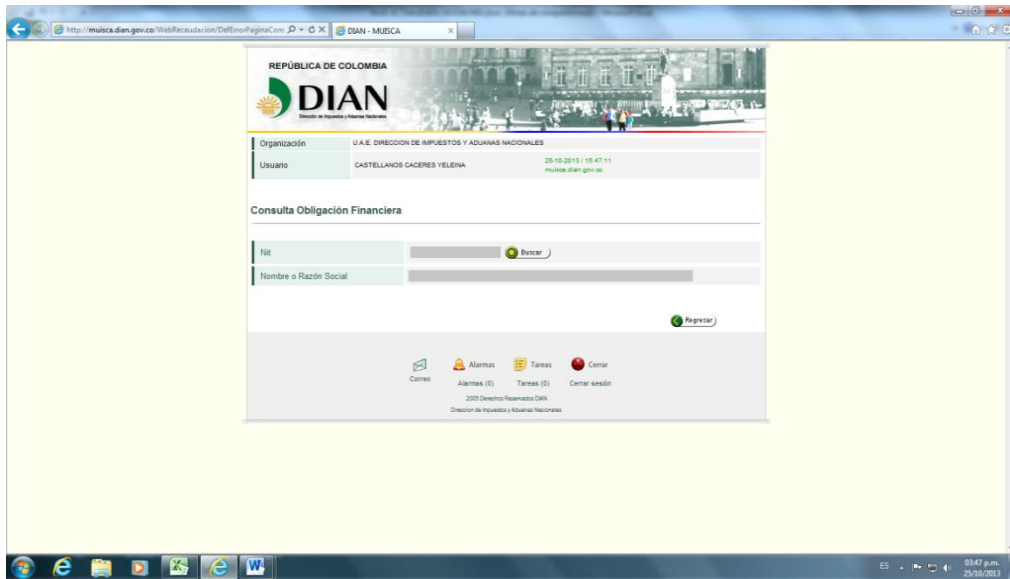 http://muisca.dian.gov.co/WebRecaudacion/DefErrorPaginaCon
DIAN - MUISCA
REPÚBLICA DE COLOMBIA
DIAN
Dirección de Impuestos y Aduanas Nacionales
Organización U.A.E. DIRECCION DE IMPUESTOS Y ADUANAS NACIONALES
Usuario CASTELLANOS CACERES YELEINA 25-10-2013 / 15:47:11
muisca.dian.gov.co
Consulta Obligación Financiera
Nit Buscar
Nombre o Razón Social
Regresar
Alarmas Tareas Cerrar
Correo Alarmas (0) Tareas (0) Cerrar sesión
2005 Derechos Reservados DIAN
Direccion de Impuestos y Aduanas Nacionales
ES 03:47 p.m.
25/10/2013